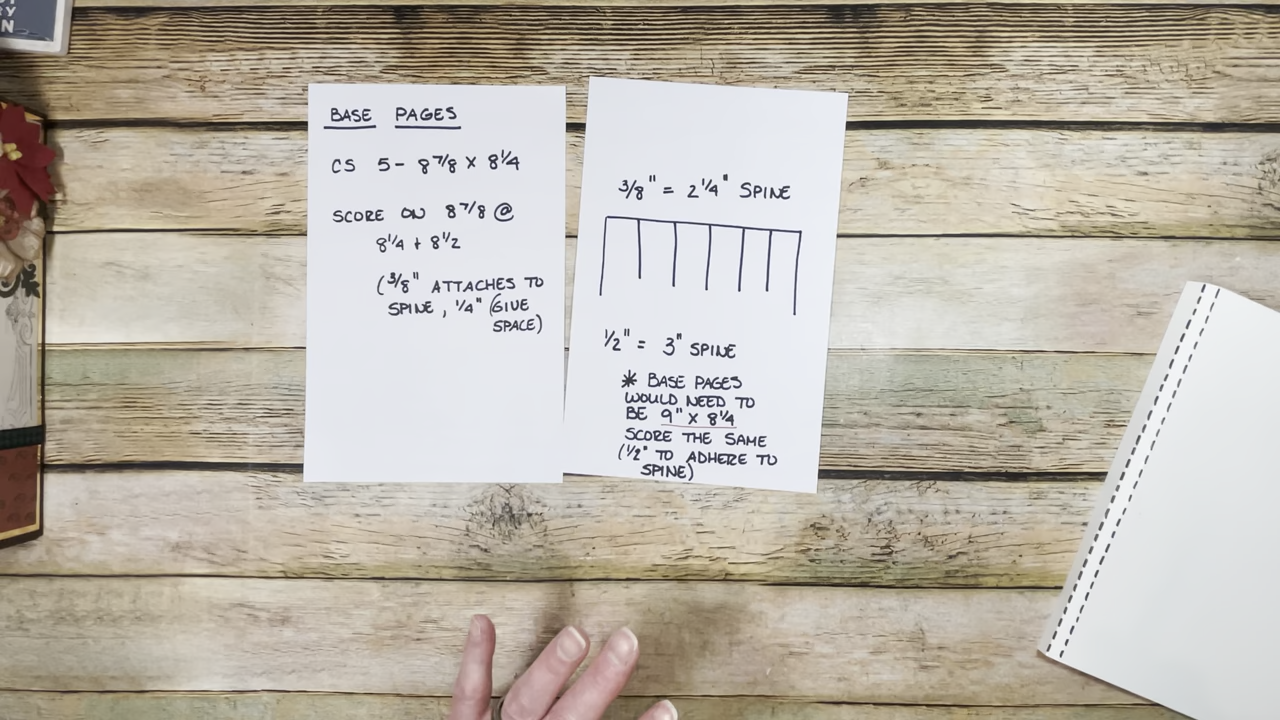 BASE PAGES
CS 5- 8 7/8 x 8 1/4
SCORE ON 8 7/8 @
8 1/4 + 8 1/2
(3/8" ATTACHES TO
SPINE, 1/4" (GIVE
SPACE)
3/8" = 2 1/4" SPINE
1/2" = 3" SPINE
* BASE PAGES
WOULD NEED TO
BE 9" x 8 1/4
SCORE THE SAME
(1/2" TO ADHERE TO
SPINE)